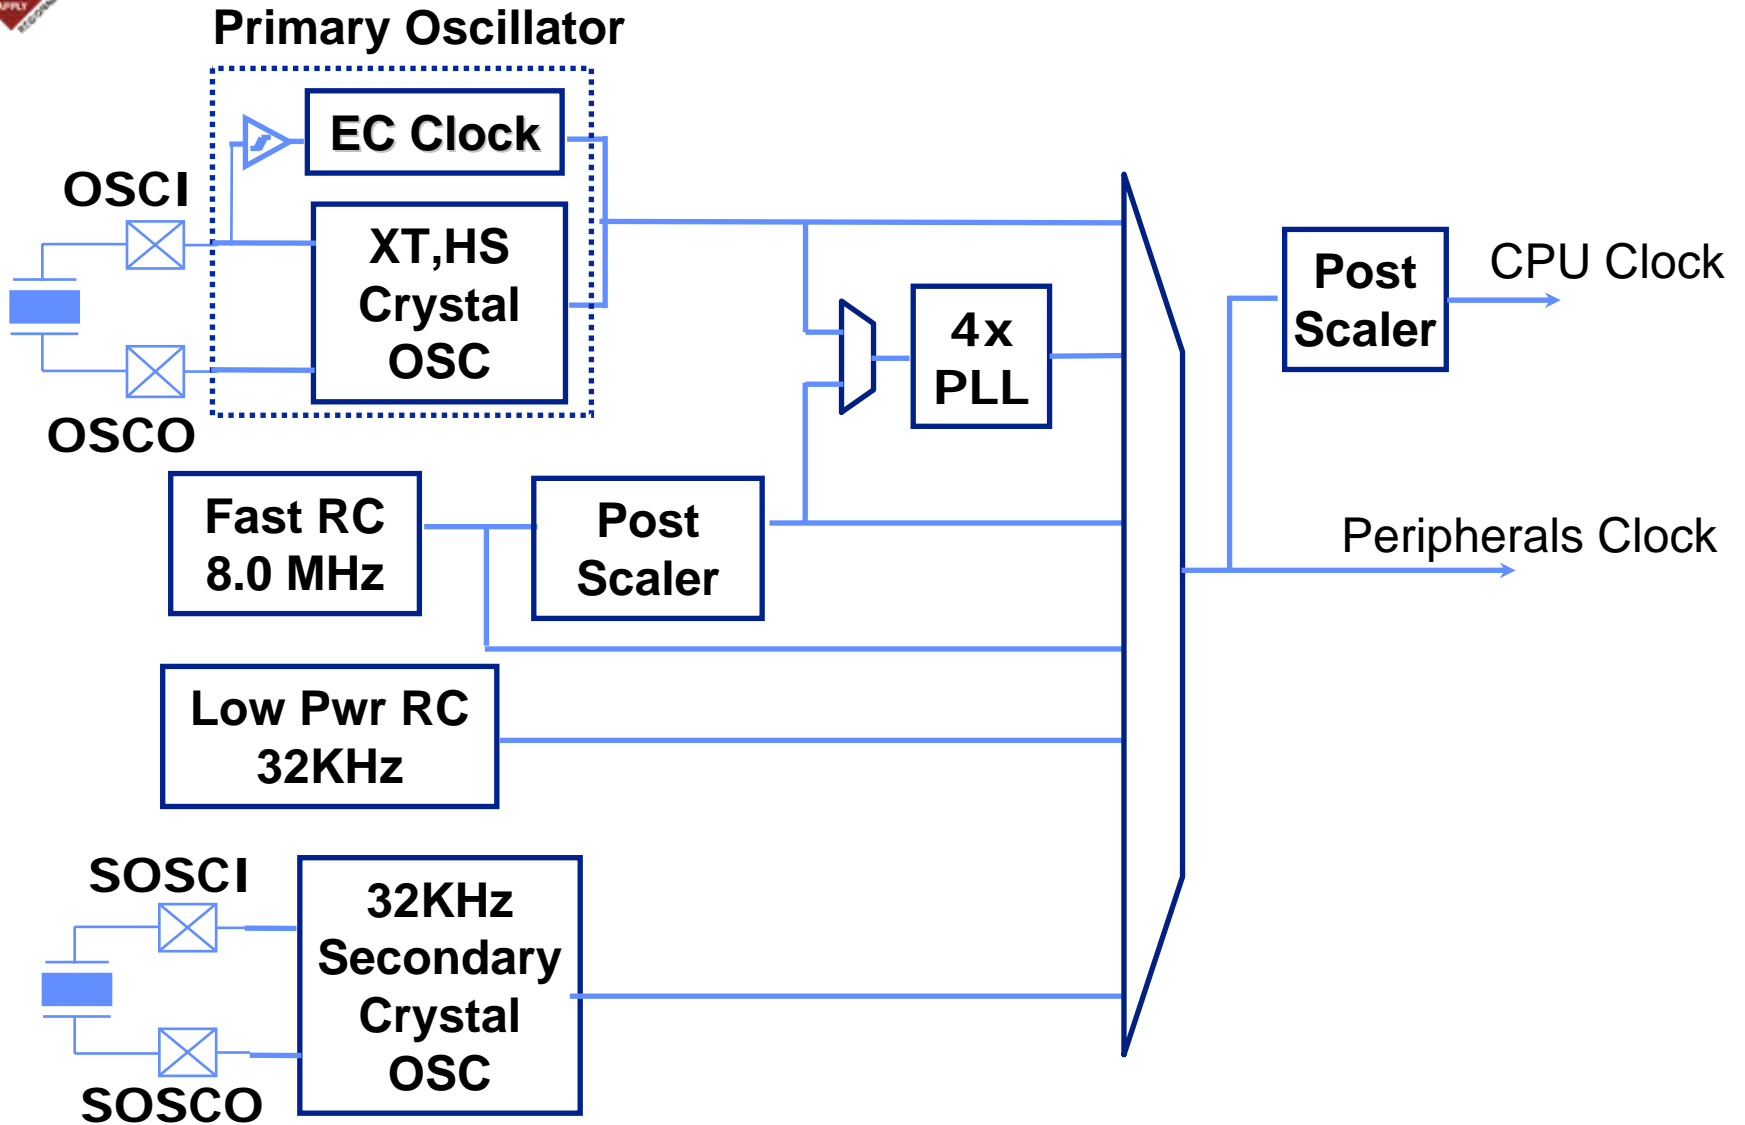 Primary Oscillator
EC Clock
OSCI
XT,HS
Crystal
OSC
OSCO
4x
PLL
Post
Scaler
CPU Clock
Fast RC
8.0 MHz
Post
Scaler
Peripherals Clock
Low Pwr RC
32KHz
SOSCI
32KHz
Secondary
Crystal
OSC
SOSCO